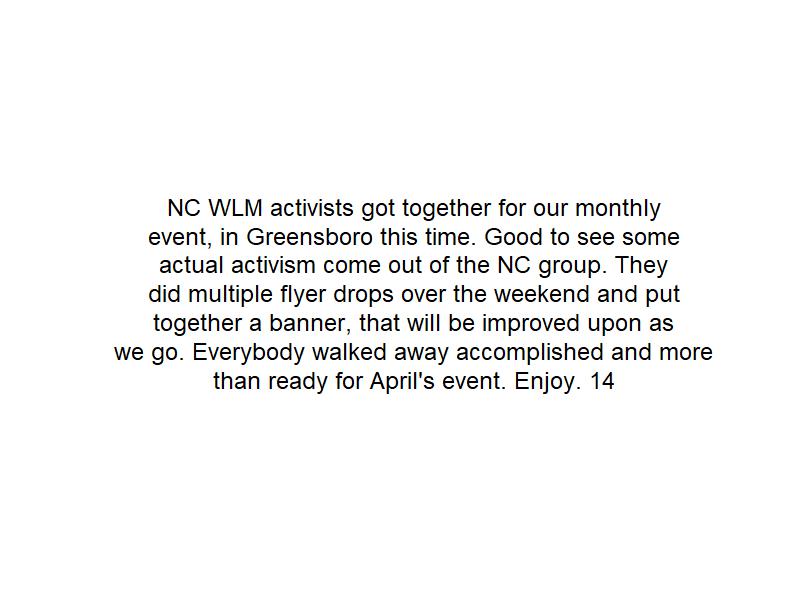 NC WLM activists got together for our monthly
event, in Greensboro this time. Good to see some
actual activism come out of the NC group. They
did multiple flyer drops over the weekend and put
together a banner, that will be improved upon as
we go. Everybody walked away accomplished and more
than ready for April's event. Enjoy. 14